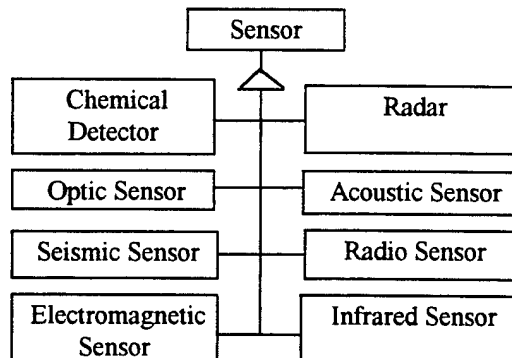 Sensor
Chemical
Detector
Radar
Optic Sensor
Acoustic Sensor
Seismic Sensor
Radio Sensor
Electromagnetic
Sensor
Infrared Sensor